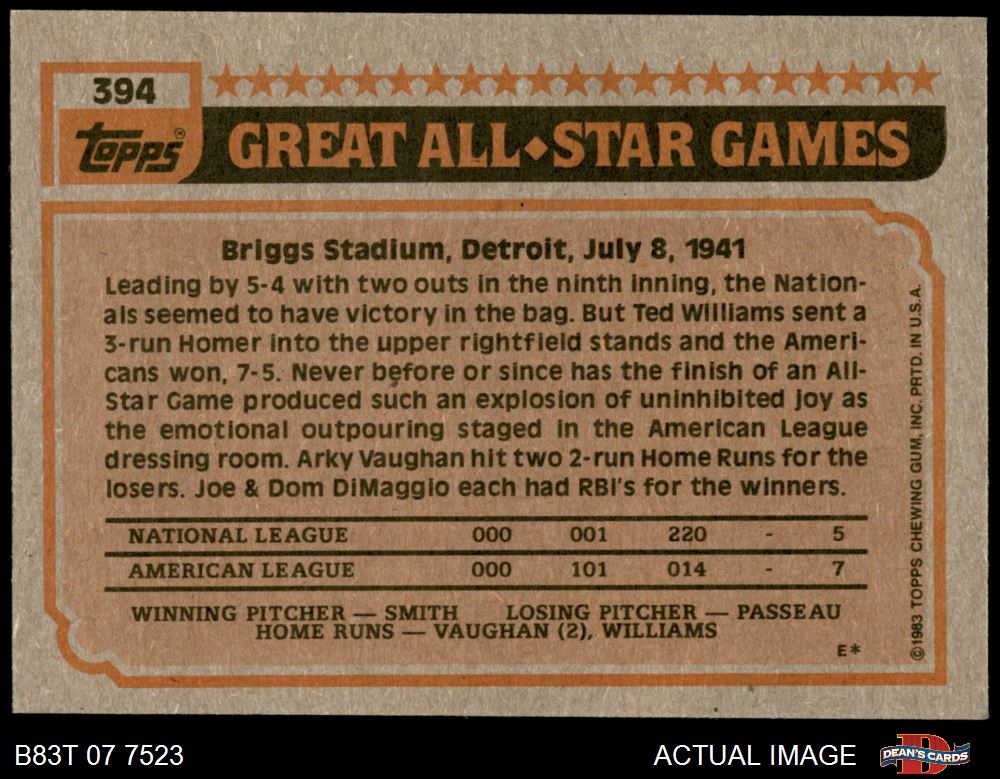 394
Topps®
GREAT ALL◆STAR GAMES
Briggs Stadium, Detroit, July 8, 1941
Leading by 5-4 with two outs in the ninth inning, the Nation-
als seemed to have victory in the bag. But Ted Williams sent a
3-run Homer into the upper rightfield stands and the Ameri-
cans won, 7-5. Never before or since has the finish of an All-
Star Game produced such an explosion of uninhibited joy as
the emotional outpouring staged in the American League
dressing room. Arky Vaughan hit two 2-run Home Runs for the
losers. Joe & Dom DiMaggio each had RBI's for the winners.
NATIONAL LEAGUE 000 001 220 - 5
AMERICAN LEAGUE 000 101 014 - 7
WINNING PITCHER — SMITH LOSING PITCHER — PASSEAU
HOME RUNS — VAUGHAN (2), WILLIAMS
E*
©1983 TOPPS CHEWING GUM, INC. PRTD. IN U.S.A.
B83T 07 7523
ACTUAL IMAGE
DEAN'S CARDS